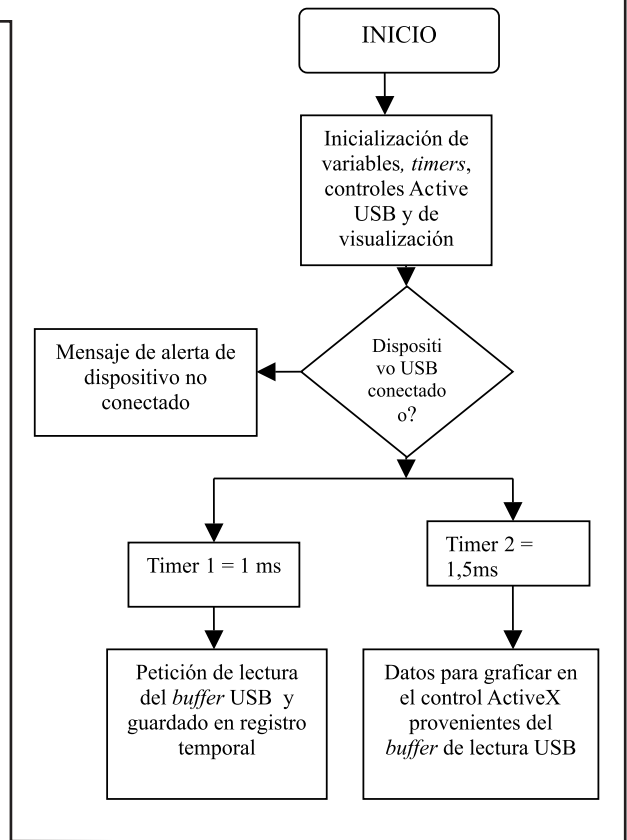 INICIO
Inicialización de
variables, timers,
controles Active
USB y de
visualización
Dispositi
vo USB
conectado
o?
Mensaje de alerta de
dispositivo no
conectado
Timer 1 = 1 ms
Timer 2 =
1,5ms
Petición de lectura
del buffer USB y
guardado en registro
temporal
Datos para graficar en
el control ActiveX
provenientes del
buffer de lectura USB